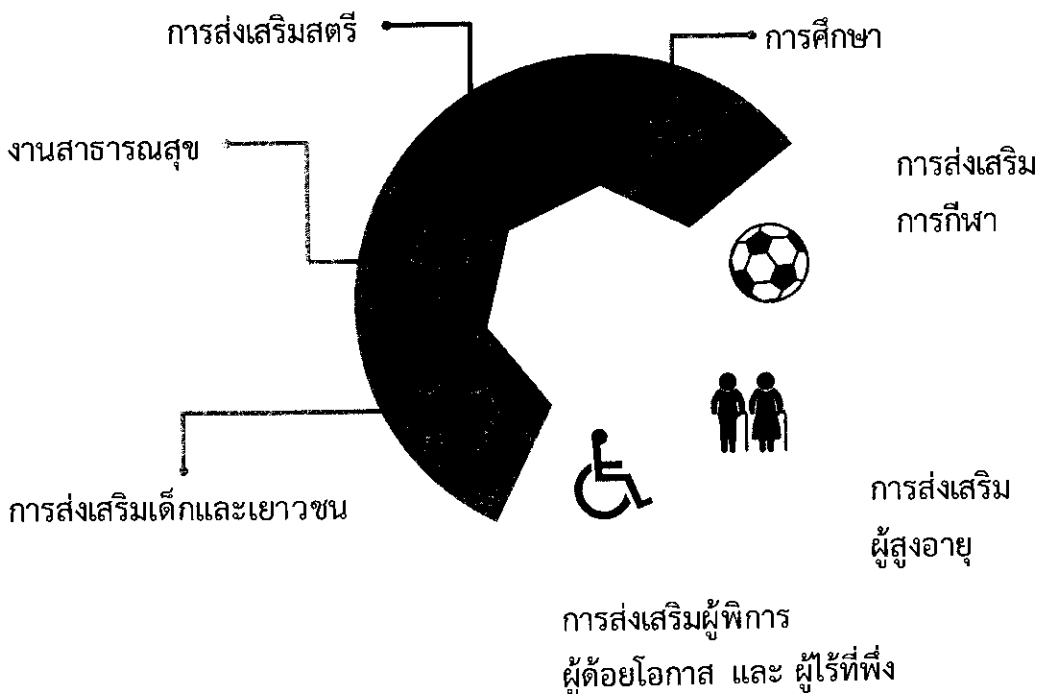 การส่งเสริมสตรี
การศึกษา
งานสาธารณสุข
การส่งเสริม
การกีฬา
การส่งเสริมเด็กและเยาวชน
การส่งเสริม
ผู้สูงอายุ
การส่งเสริมผู้พิการ
ผู้ด้อยโอกาส และ ผู้ไร้ที่พึ่ง